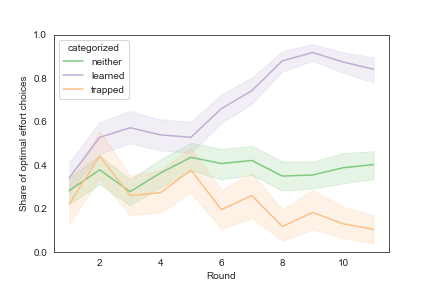 categorized
neither
learned
trapped
Share of optimal effort choices
1.0
0.8
0.6
0.4
0.2
0.0
2 4 6 8 10
Round